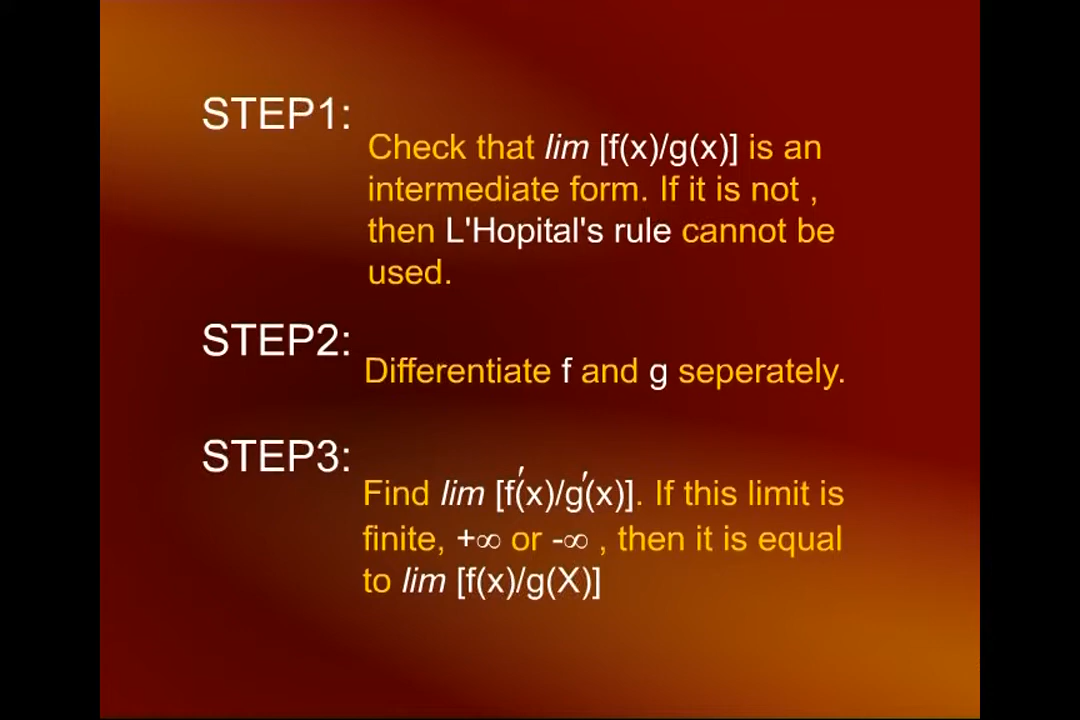 STEP1:
Check that lim [f(x)/g(x)] is an
intermediate form. If it is not ,
then L'Hopital's rule cannot be
used.
STEP2:
Differentiate f and g seperately.
STEP3:
Find lim [f′(x)/g′(x)]. If this limit is
finite, +∞ or -∞ , then it is equal
to lim [f(x)/g(X)]